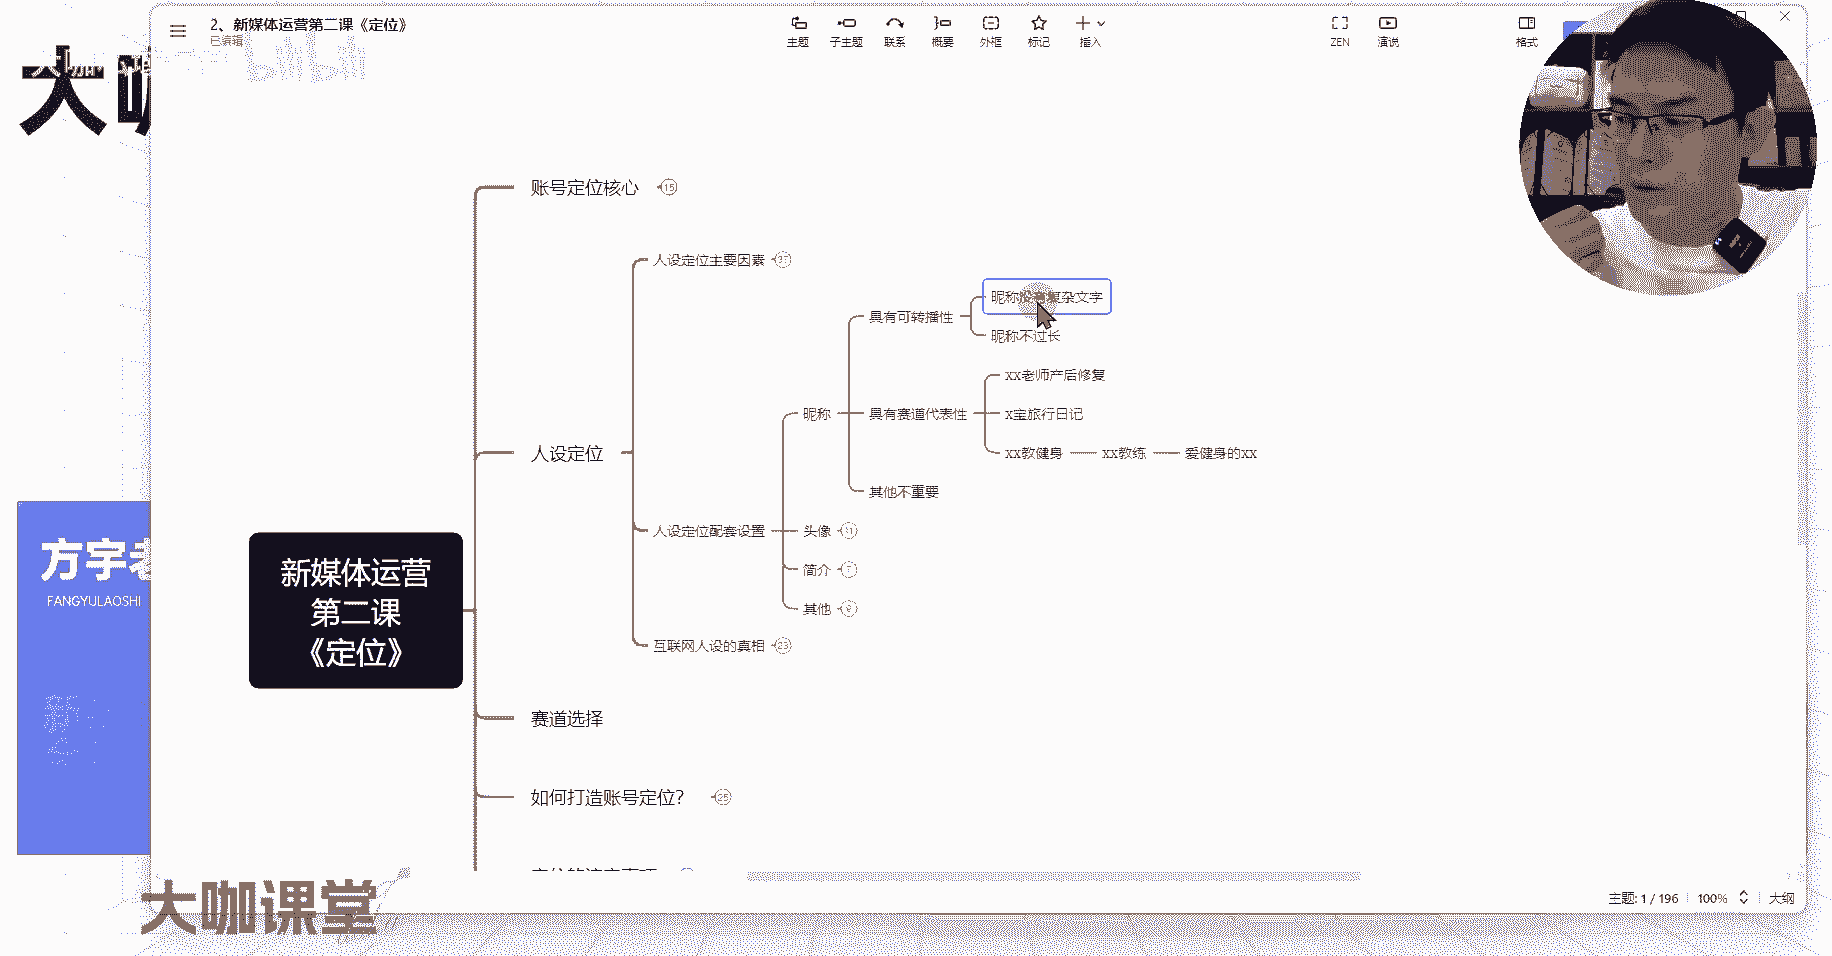 2、新媒体运营第二课《定位》
已编辑
主题
子主题
联系
概要
外框
标记
插入
ZEN
演说
格式
大咖
bilibili
账号定位核心 15
人设定位主要因素
昵称没有复杂文字
具有可转播性
昵称不过长
xx老师产后修复
昵称
具有赛道代表性
x宝旅行日记
人设定位
xx教健身
xx教练
爱健身的xx
其他不重要
人设定位配套设置
头像
简介
其他
互联网人设的真相 23
新媒体运营
第二课
《定位》
方宇老
FANGYULAOSHI
赛道选择
如何打造账号定位? 25
大咖课堂
主题: 1 / 196
100%
大纲